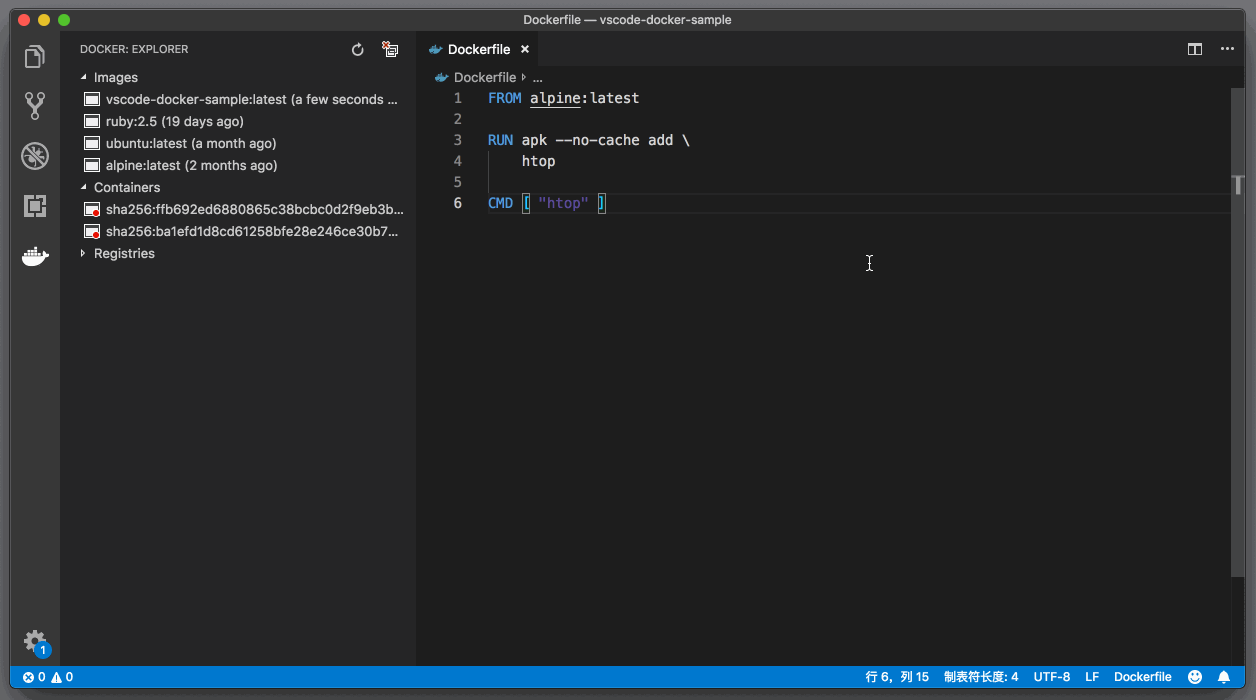 Dockerfile — vscode-docker-sample
DOCKER: EXPLORER
Images
vscode-docker-sample:latest (a few seconds ...
ruby:2.5 (19 days ago)
ubuntu:latest (a month ago)
alpine:latest (2 months ago)
Containers
sha256:ffb692ed6880865c38bcbc0d2f9eb3b...
sha256:ba1efd1d8cd61258bfe28e246ce30b7...
Registries
1
Dockerfile ×
Dockerfile ...
1 FROM alpine:latest
2
3 RUN apk --no-cache add \
4 htop
5
6 CMD [ "htop" ]
0 0 行 6，列 15 制表符长度: 4 UTF-8 LF Dockerfile